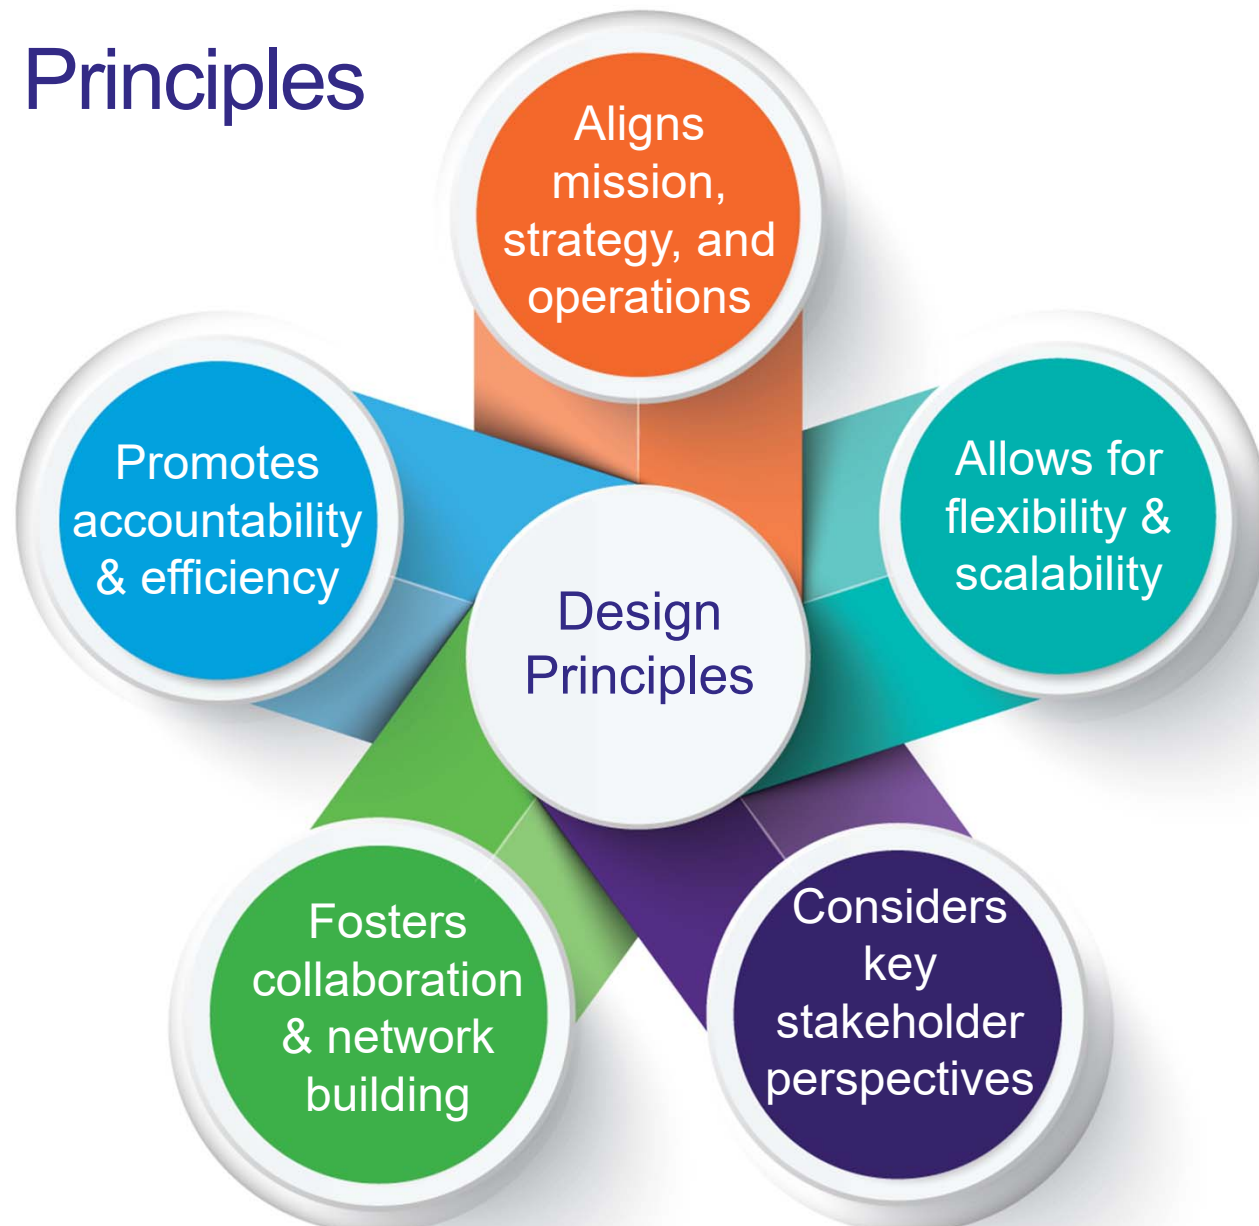 Principles
Aligns
mission,
strategy, and
operations
Allows for
flexibility &
scalability
Considers
key
stakeholder
perspectives
Fosters
collaboration
& network
building
Promotes
accountability
& efficiency
Design
Principles